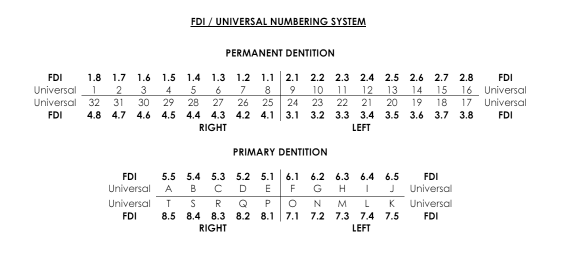 FDI / UNIVERSAL NUMBERING SYSTEM
PERMANENT DENTITION
FDI 1.8 1.7 1.6 1.5 1.4 1.3 1.2 1.1 2.1 2.2 2.3 2.4 2.5 2.6 2.7 2.8 FDI
Universal 1 2 3 4 5 6 7 8 9 10 11 12 13 14 15 16 Universal
Universal 32 31 30 29 28 27 26 25 24 23 22 21 20 19 18 17 Universal
FDI 4.8 4.7 4.6 4.5 4.4 4.3 4.2 4.1 3.1 3.2 3.3 3.4 3.5 3.6 3.7 3.8 FDI
RIGHT LEFT
PRIMARY DENTITION
FDI 5.5 5.4 5.3 5.2 5.1 6.1 6.2 6.3 6.4 6.5 FDI
Universal A B C D E F G H I J Universal
Universal T S R Q P O N M L K Universal
FDI 8.5 8.4 8.3 8.2 8.1 7.1 7.2 7.3 7.4 7.5 FDI
RIGHT LEFT